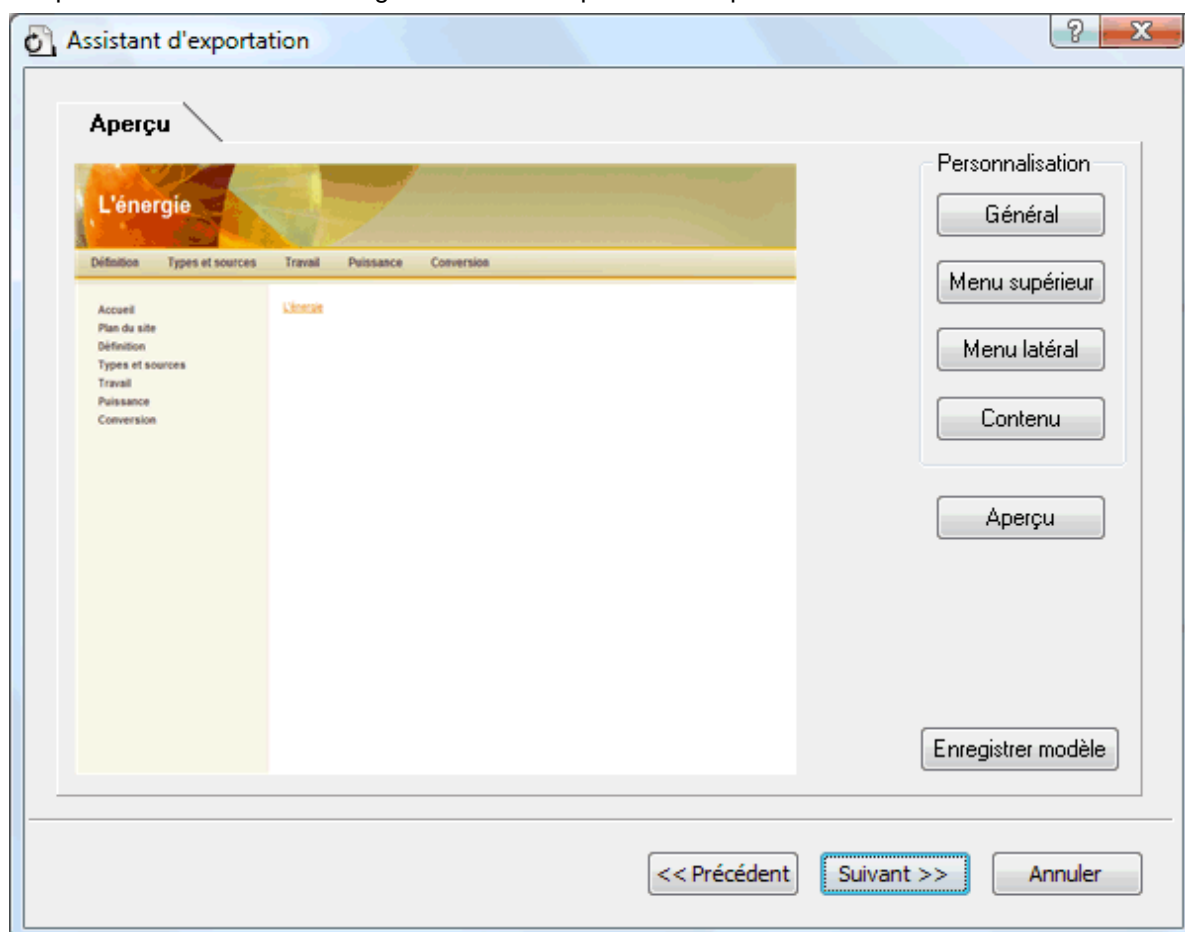 Assistant d'exportation
Aperçu
L'énergie
Définition Types et sources Travail Puissance Conversion
Accueil
Plan du site
Définition
Types et sources
Travail
Puissance
Conversion
L'énergie
Personnalisation
Général
Menu supérieur
Menu latéral
Contenu
Aperçu
Enregistrer modèle
<< Précédent Suivant >> Annuler